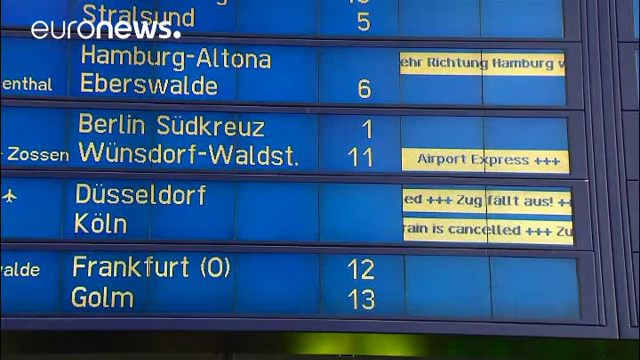 Stralsund 5
euronews.
Hamburg-Altona ehr Richtung Hamburg
enthal Eberswalde 6
Berlin Südkreuz 1
- Zossen Wünsdorf-Waldst. 11 Airport Express +++
Düsseldorf ed +++ Zug fällt aus! +
Köln rain is cancelled +++ Zu
walde Frankfurt (O) 12
Golm 13